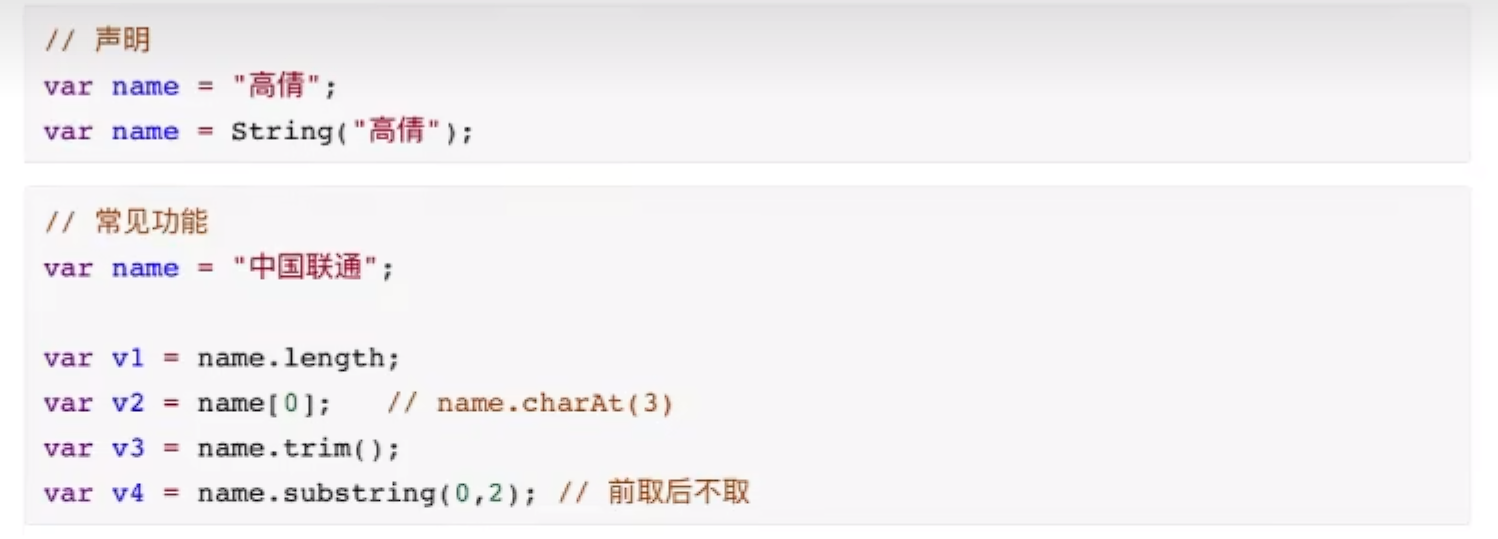 // 声明
var name = "高倩";
var name = String("高倩");
// 常见功能
var name = "中国联通";
var v1 = name.length;
var v2 = name[0];   // name.charAt(3)
var v3 = name.trim();
var v4 = name.substring(0,2); // 前取后不取